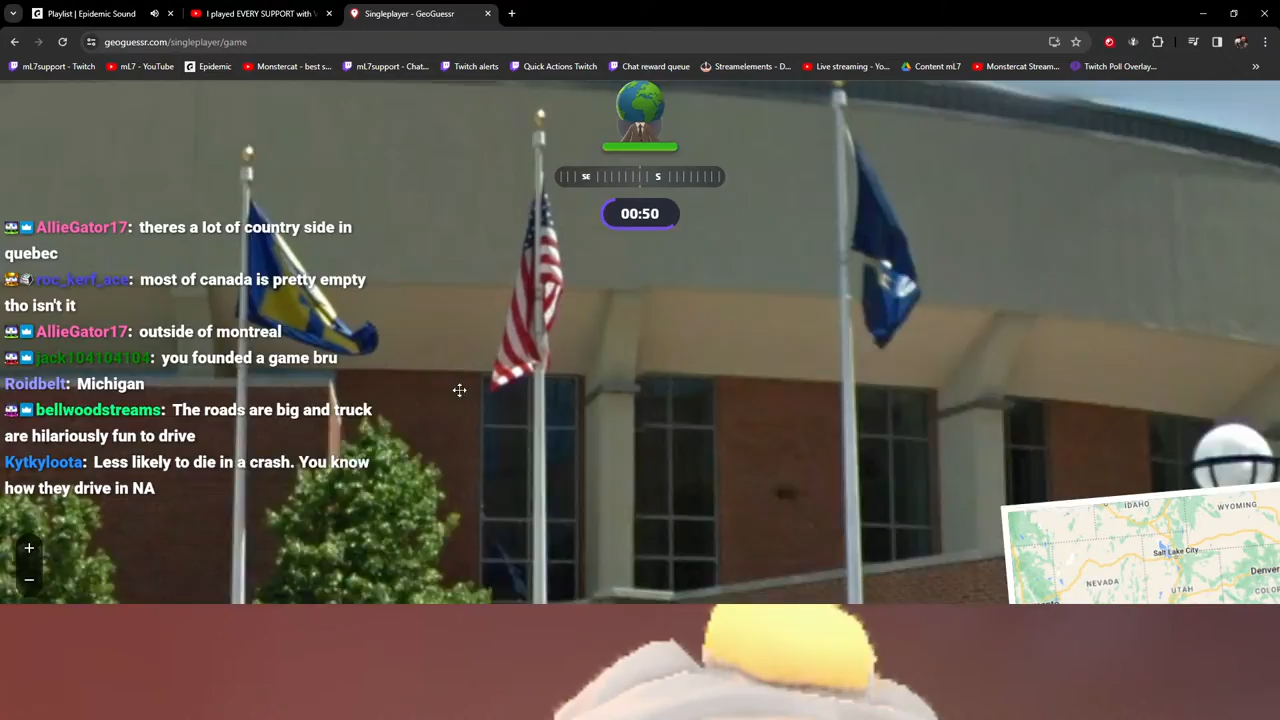 Playlist | Epidemic Sound
I played EVERY SUPPORT with
Singleplayer - GeoGuessr
geoguessr.com/singleplayer/game
mL7support - Twitch
mL7 - YouTube
Epidemic
Monstercat - best s...
mL7support - Chat...
Twitch alerts
Quick Actions Twitch
Chat reward queue
Streamelements - D...
Live streaming - Yo...
Content ml7
Monstercat Stream...
Twitch Poll Overlay...
SE
S
00:50
AllieGator17: theres a lot of country side in
quebec
roc_kerf_ace: most of canada is pretty empty
tho isn't it
AllieGator17: outside of montreal
jack104104104: you founded a game bru
Roidbelt: Michigan
bellwoodstreams: The roads are big and truck
are hilariously fun to drive
Kytkyloota: Less likely to die in a crash. You know
how they drive in NA
IDAHO
WYOMING
Salt Lake City
Denver
NEVADA
UTAH